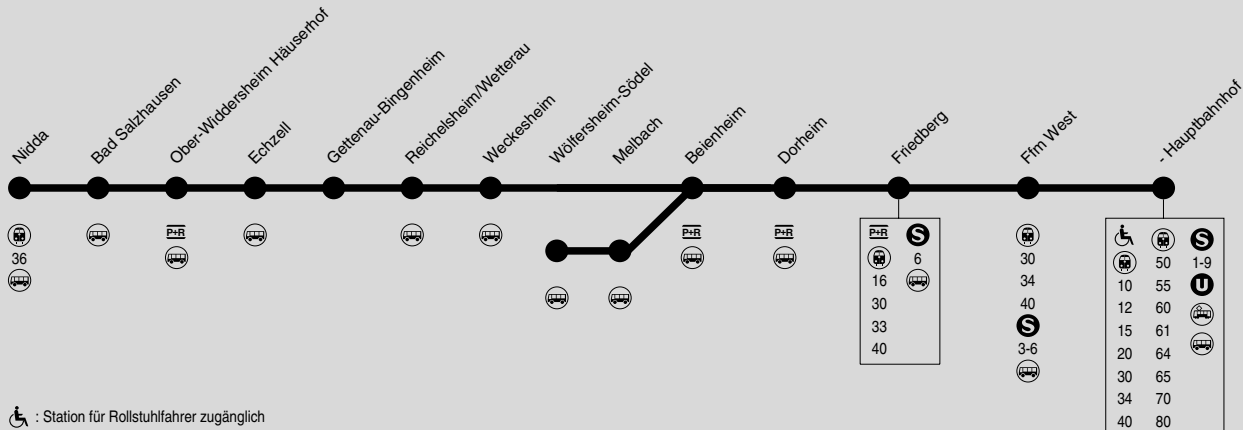 Nidda
Bad Salzhausen
Ober-Widdersheim Häuserhof
Echzell
Gettenau-Bingenheim
Reichelsheim/Wetterau
Weckesheim
Wölfersheim-Södel
Melbach
Beienheim
Dorheim
Friedberg
Ffm West
- Hauptbahnhof
36
P+R
P+R
P+R
P+R S
6
16
30
33
40
30
34
40
S
3-6
S
50 1-9
10 55 U
12 60
15 61
20 64
30 65
34 70
40 80
: Station für Rollstuhlfahrer zugänglich